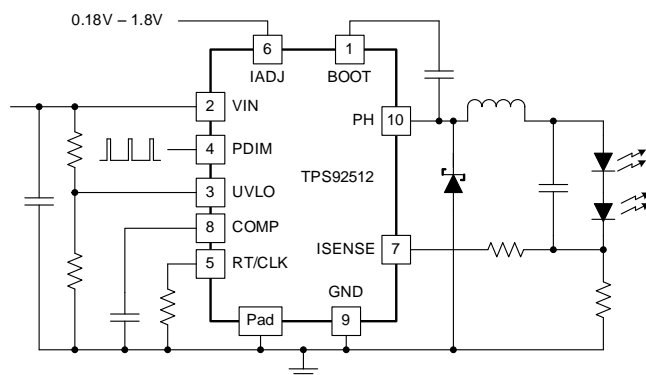 0.18V – 1.8V
6
1
IADJ
BOOT
2
VIN
PH
10
4
PDIM
TPS92512
3
UVLO
8
COMP
ISENSE
7
5
RT/CLK
GND
Pad
9